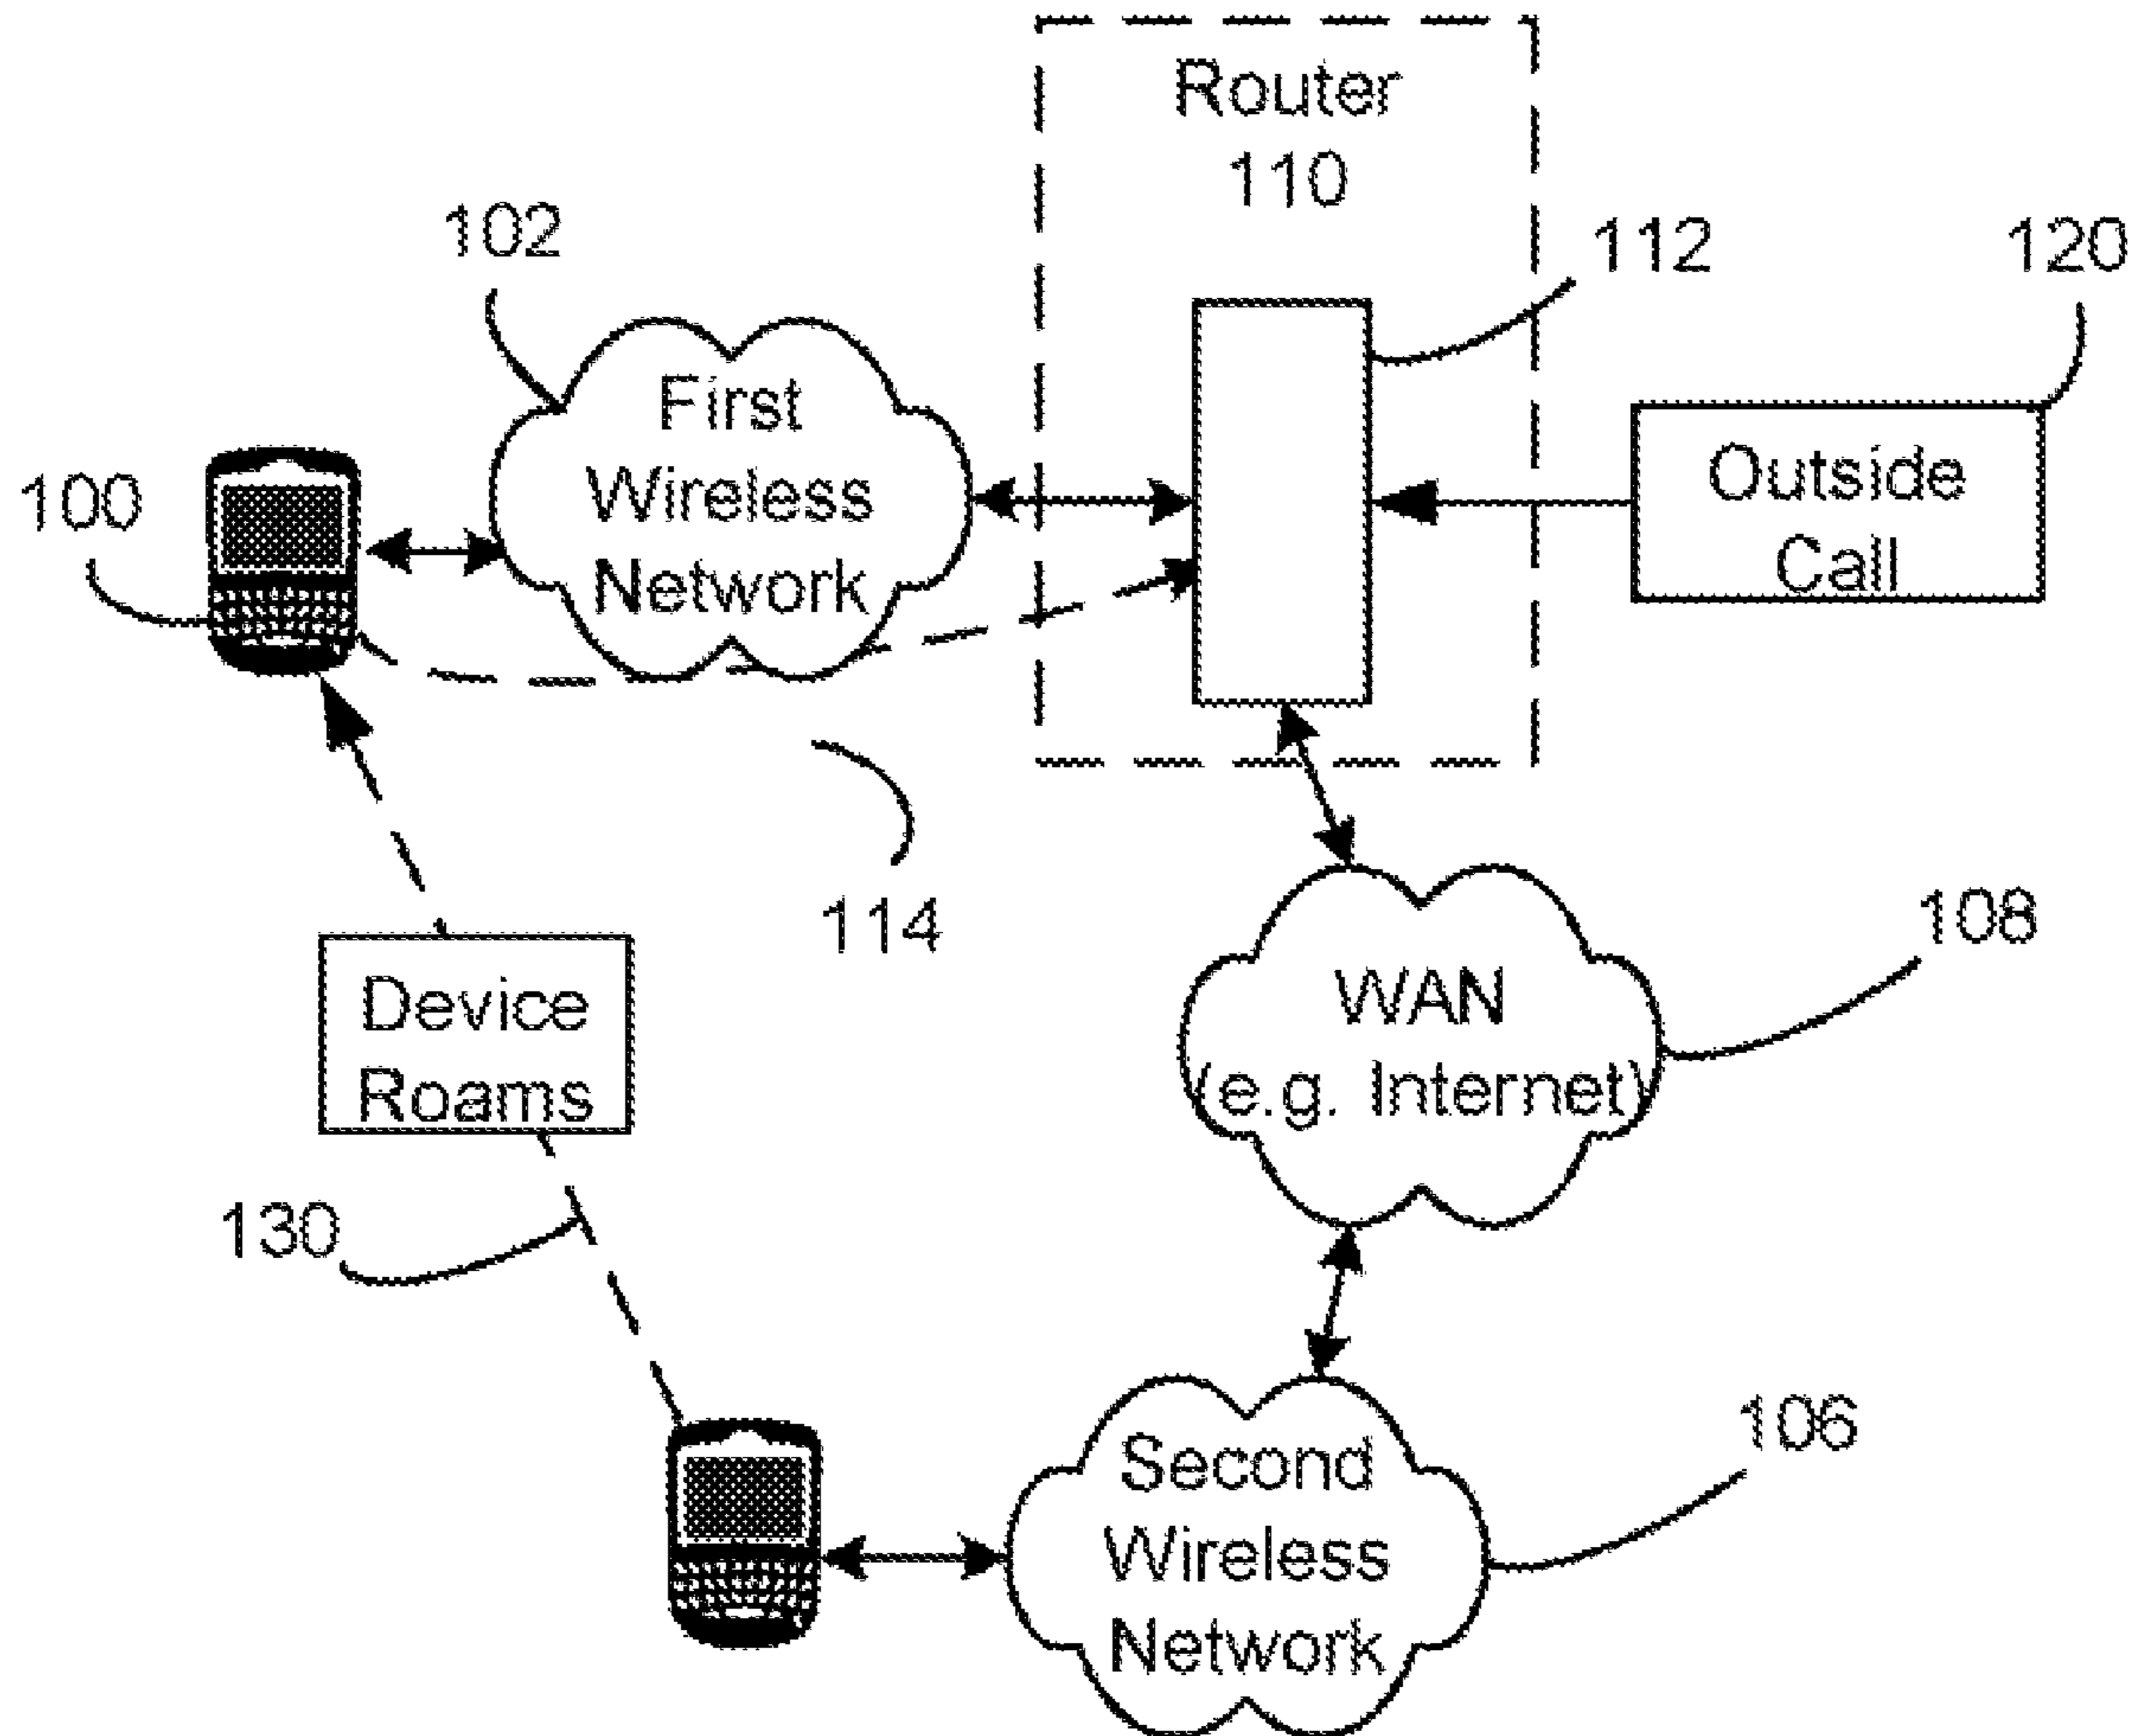 Router
110
102
112
120
First
Wireless
Network
100
Outside
Call
114
108
Device
Roams
WAN
(e.g. Internet)
130
106
Second
Wireless
Network